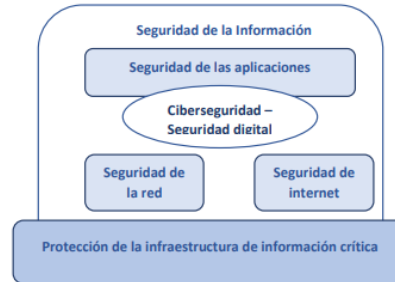 Seguridad de la Información
Seguridad de las aplicaciones
Ciberseguridad –
Seguridad digital
Seguridad de
la red
Seguridad de
internet
Protección de la infraestructura de información crítica